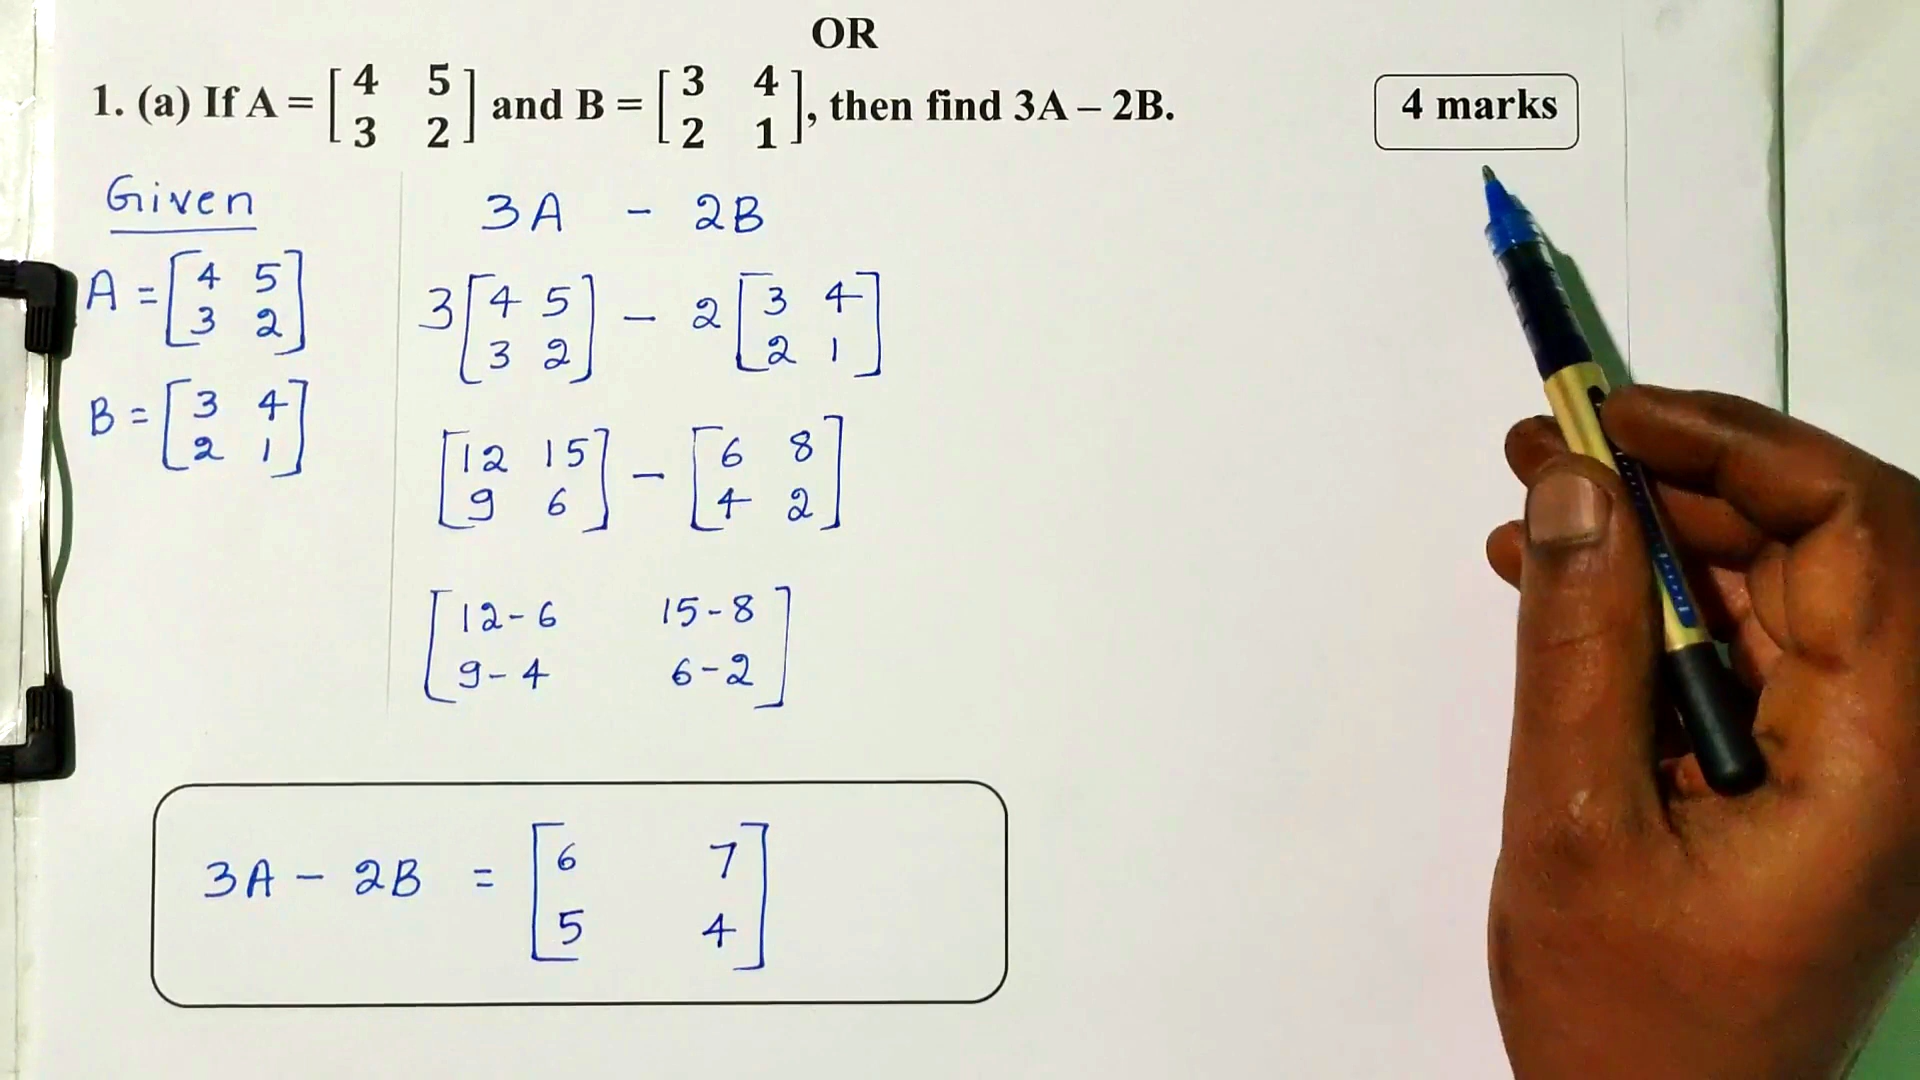 OR
1. (a) If A = [4 5
3 2] and B = [3 4
2 1], then find 3A – 2B.
4 marks
Given
A = [4 5
3 2]
B = [3 4
2 1]
3A - 2B
3[4 5
3 2] - 2[3 4
2 1]
[12 15
9 6] - [6 8
4 2]
[12-6 15-8
9-4 6-2]
3A - 2B = [6 7
5 4]